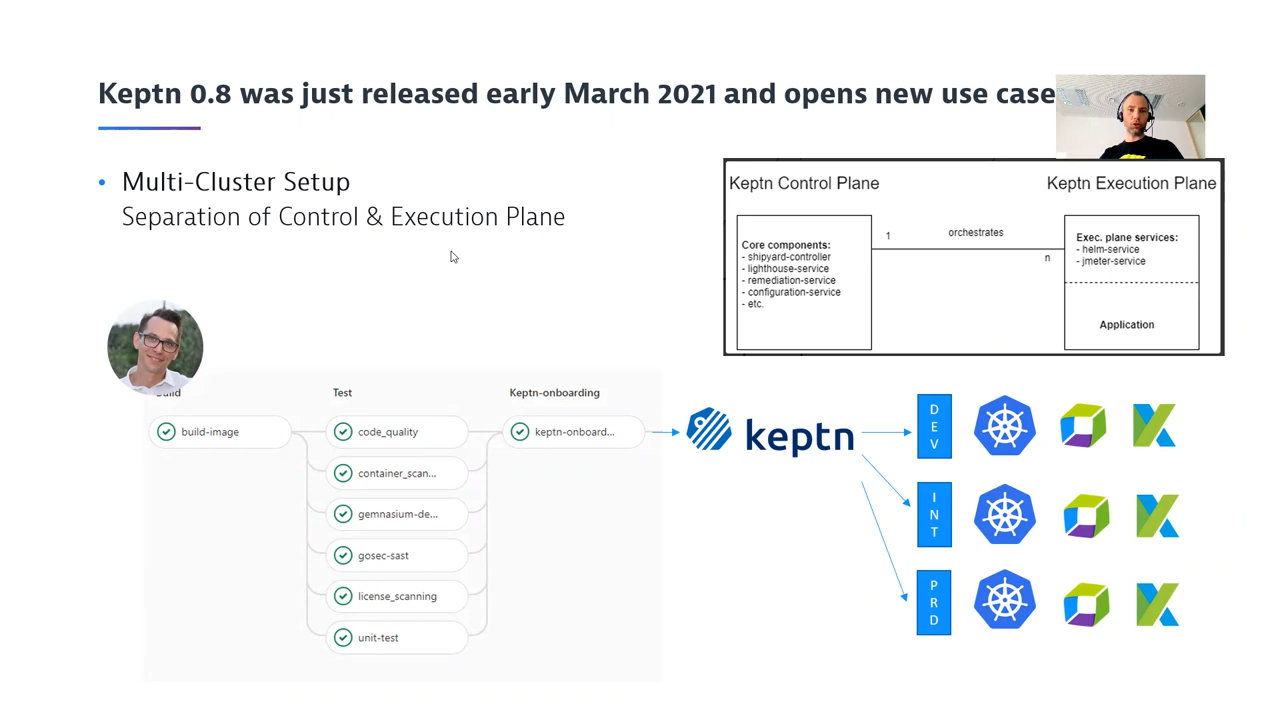 Keptn 0.8 was just released early March 2021 and opens new use case
• Multi-Cluster Setup
Separation of Control & Execution Plane
Keptn Control Plane
Keptn Execution Plane
Core components:
- shipyard-controller
- lighthouse-service
- remediation-service
- configuration-service
- etc.
1
orchestrates
n
Exec. plane services:
- helm-service
- jmeter-service
Application
Test
Keptn-onboarding
build-image
code_quality
keptn-onboard...
container_scan...
gemnasium-de...
gosec-sast
license_scanning
unit-test
keptn
DEV
INT
PRD